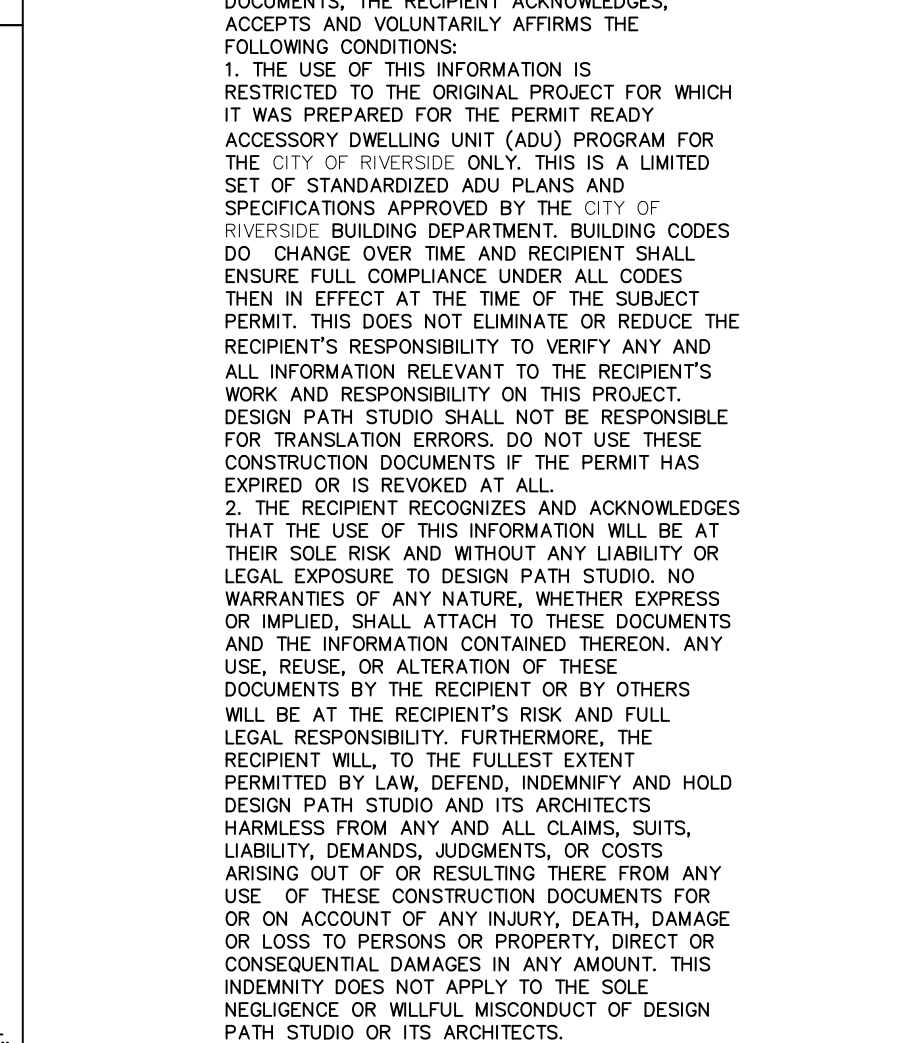 DOCUMENTS, THE RECIPIENT ACKNOWLEDGES,
ACCEPTS AND VOLUNTARILY AFFIRMS THE
FOLLOWING CONDITIONS:
1. THE USE OF THIS INFORMATION IS
RESTRICTED TO THE ORIGINAL PROJECT FOR WHICH
IT WAS PREPARED FOR THE PERMIT READY
ACCESSORY DWELLING UNIT (ADU) PROGRAM FOR
THE CITY OF RIVERSIDE ONLY. THIS IS A LIMITED
SET OF STANDARDIZED ADU PLANS AND
SPECIFICATIONS APPROVED BY THE CITY OF
RIVERSIDE BUILDING DEPARTMENT. BUILDING CODES
DO CHANGE OVER TIME AND RECIPIENT SHALL
ENSURE FULL COMPLIANCE UNDER ALL CODES
THEN IN EFFECT AT THE TIME OF THE SUBJECT
PERMIT. THIS DOES NOT ELIMINATE OR REDUCE THE
RECIPIENT'S RESPONSIBILITY TO VERIFY ANY AND
ALL INFORMATION RELEVANT TO THE RECIPIENT'S
WORK AND RESPONSIBILITY ON THIS PROJECT.
DESIGN PATH STUDIO SHALL NOT BE RESPONSIBLE
FOR TRANSLATION ERRORS. DO NOT USE THESE
CONSTRUCTION DOCUMENTS IF THE PERMIT HAS
EXPIRED OR IS REVOKED AT ALL.
2. THE RECIPIENT RECOGNIZES AND ACKNOWLEDGES
THAT THE USE OF THIS INFORMATION WILL BE AT
THEIR SOLE RISK AND WITHOUT ANY LIABILITY OR
LEGAL EXPOSURE TO DESIGN PATH STUDIO. NO
WARRANTIES OF ANY NATURE, WHETHER EXPRESS
OR IMPLIED, SHALL ATTACH TO THESE DOCUMENTS
AND THE INFORMATION CONTAINED THEREON. ANY
USE, REUSE, OR ALTERATION OF THESE
DOCUMENTS BY THE RECIPIENT OR BY OTHERS
WILL BE AT THE RECIPIENT'S RISK AND FULL
LEGAL RESPONSIBILITY. FURTHERMORE, THE
RECIPIENT WILL, TO THE FULLEST EXTENT
PERMITTED BY LAW, DEFEND, INDEMNIFY AND HOLD
DESIGN PATH STUDIO AND ITS ARCHITECTS
HARMLESS FROM ANY AND ALL CLAIMS, SUITS,
LIABILITY, DEMANDS, JUDGMENTS, OR COSTS
ARISING OUT OF OR RESULTING THERE FROM ANY
USE OF THESE CONSTRUCTION DOCUMENTS FOR
OR ON ACCOUNT OF ANY INJURY, DEATH, DAMAGE
OR LOSS TO PERSONS OR PROPERTY, DIRECT OR
CONSEQUENTIAL DAMAGES IN ANY AMOUNT. THIS
INDEMNITY DOES NOT APPLY TO THE SOLE
NEGLIGENCE OR WILLFUL MISCONDUCT OF DESIGN
PATH STUDIO OR ITS ARCHITECTS.